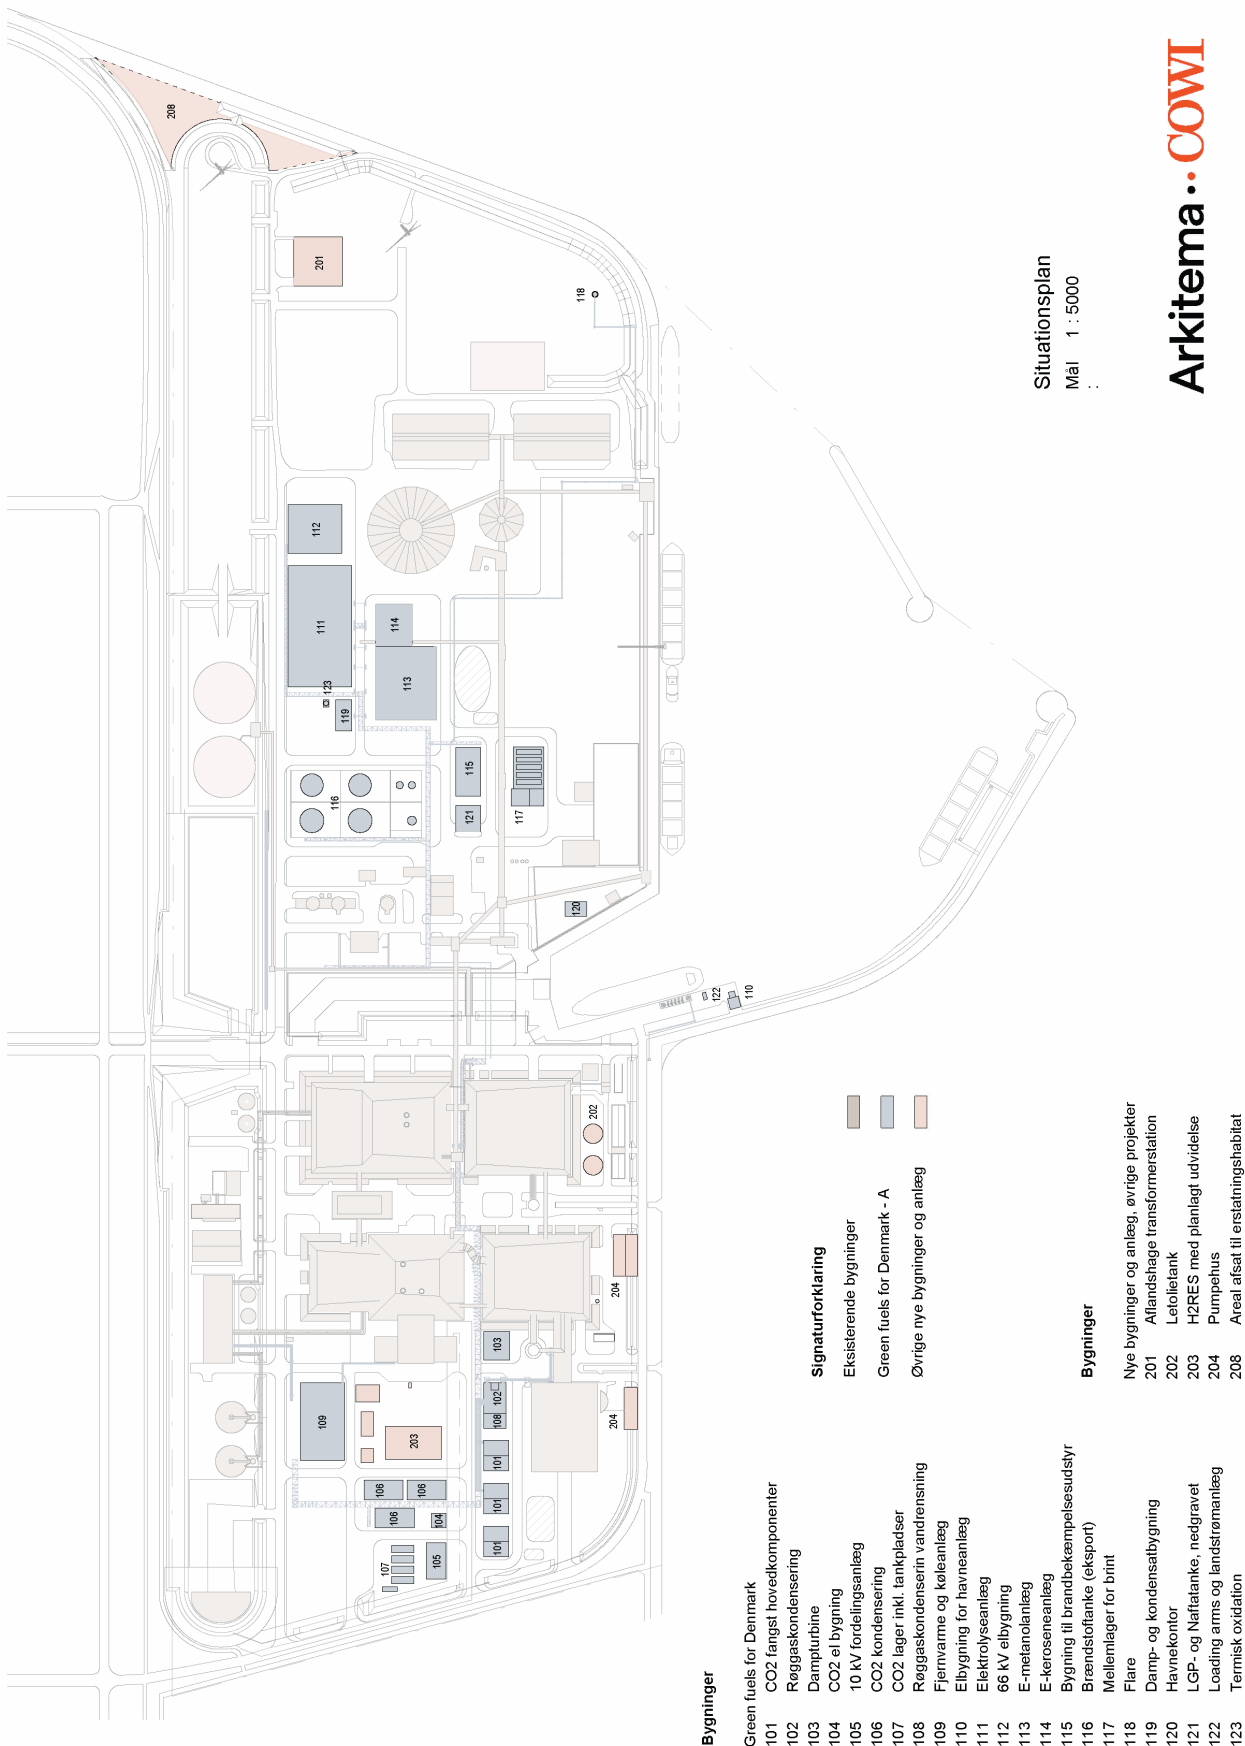 208
201
118
112
111
114
113
123
119
116
115
121
117
120
122
110
202
204
103
109
203
102
108
101
101
101
204
106
106
106
104
105
107
Situationsplan
Mål 1 : 5000
:
Arkitema •• COWI
Signaturforklaring
Eksisterende bygninger
Green fuels for Denmark - A
Øvrige nye bygninger og anlæg
Bygninger
Green fuels for Denmark
101 CO2 fangst hovedkomponenter
102 Røggaskondensering
103 Dampturbine
104 CO2 el bygning
105 10 kV fordelingsanlæg
106 CO2 kondensering
107 CO2 lager inkl. tankpladser
108 Røggaskondenserin vandrensning
109 Fjernvarme og køleanlæg
110 Elbygning for havneanlæg
111 Elektrolyseanlæg
112 66 kV elbygning
113 E-metanolanlæg
114 E-keroseneanlæg
115 Bygning til brandbekæmpelsesudstyr
116 Brændstoftanke (eksport)
117 Mellemlager for brint
118 Flare
119 Damp- og kondensatbygning
120 Havnekontor
121 LGP- og Naftatanke, nedgravet
122 Loading arms og landstrømanlæg
123 Termisk oxidation
Bygninger
Nye bygninger og anlæg, øvrige projekter
201 Aflandshage transformerstation
202 Letolietank
203 H2RES med planlagt udvidelse
204 Pumpehus
208 Areal afsat til erstatningshabitat